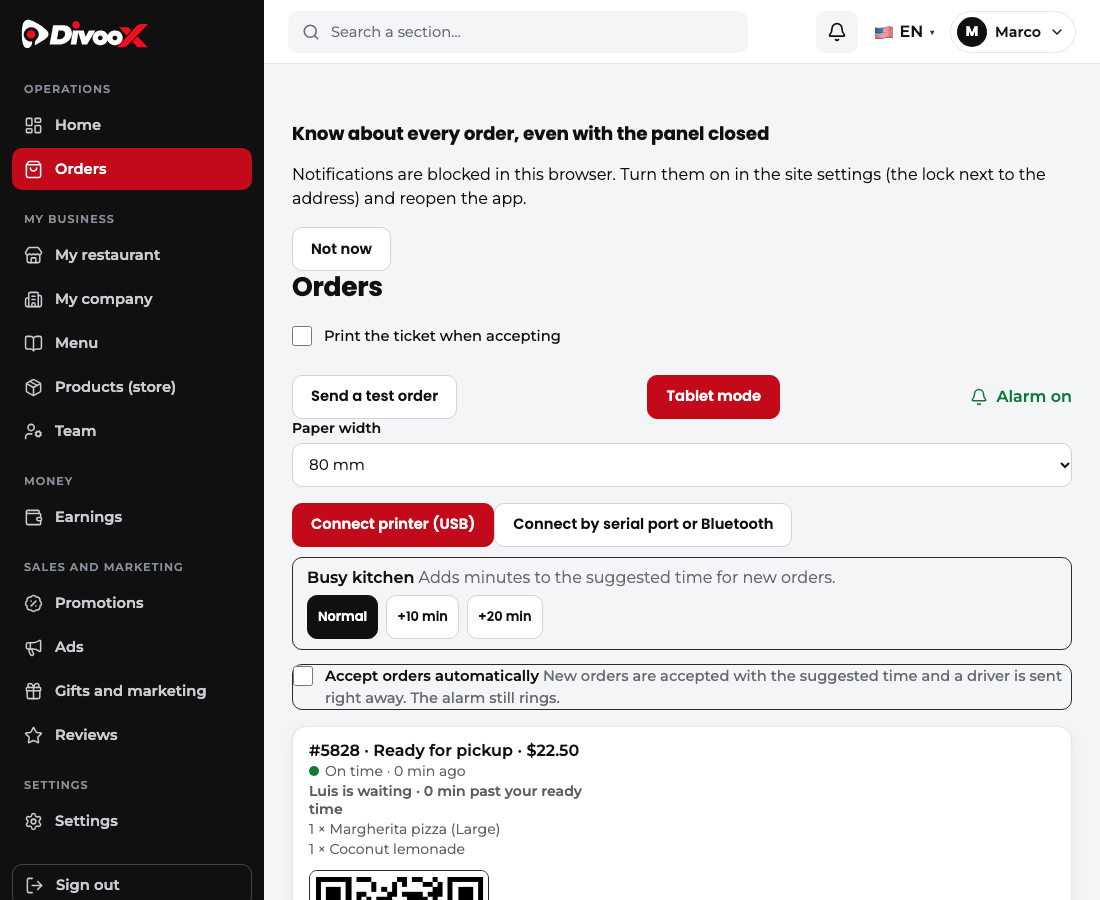 DivooX
OPERATIONS
Home
Orders
MY BUSINESS
My restaurant
My company
Menu
Products (store)
Team
MONEY
Earnings
SALES AND MARKETING
Promotions
Ads
Gifts and marketing
Reviews
SETTINGS
Settings
Sign out
Search a section...
EN
M
Marco
Know about every order, even with the panel closed
Notifications are blocked in this browser. Turn them on in the site settings (the lock next to the
address) and reopen the app.
Not now
Orders
Print the ticket when accepting
Send a test order
Tablet mode
Alarm on
Paper width
80 mm
Connect printer (USB)
Connect by serial port or Bluetooth
Busy kitchen Adds minutes to the suggested time for new orders.
Normal
+10 min
+20 min
Accept orders automatically New orders are accepted with the suggested time and a driver is sent
right away. The alarm still rings.
#5828 · Ready for pickup · $22.50
On time · 0 min ago
Luis is waiting · 0 min past your ready
time
1 × Margherita pizza (Large)
1 × Coconut lemonade